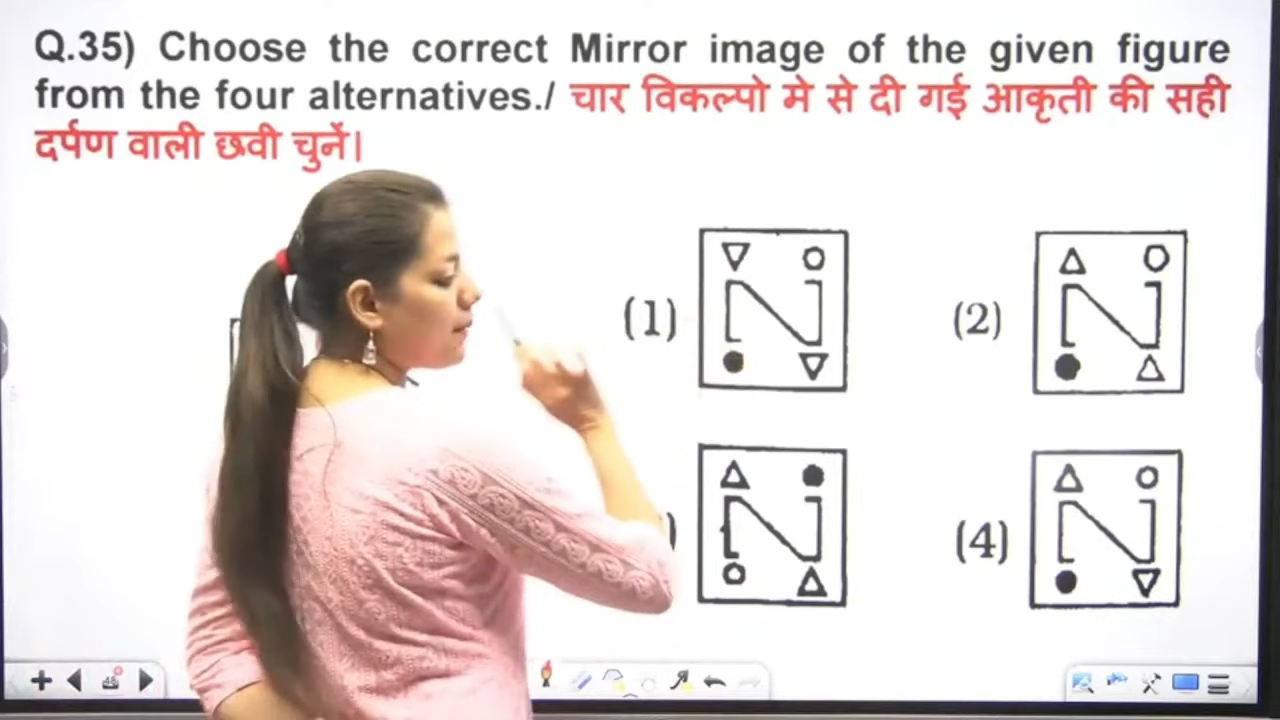 Q.35) Choose the correct Mirror image of the given figure
from the four alternatives./ चार विकल्पो मे से दी गई आकृती की सही
दर्पण वाली छवी चुनें।
(1)
(2)
)
(4)